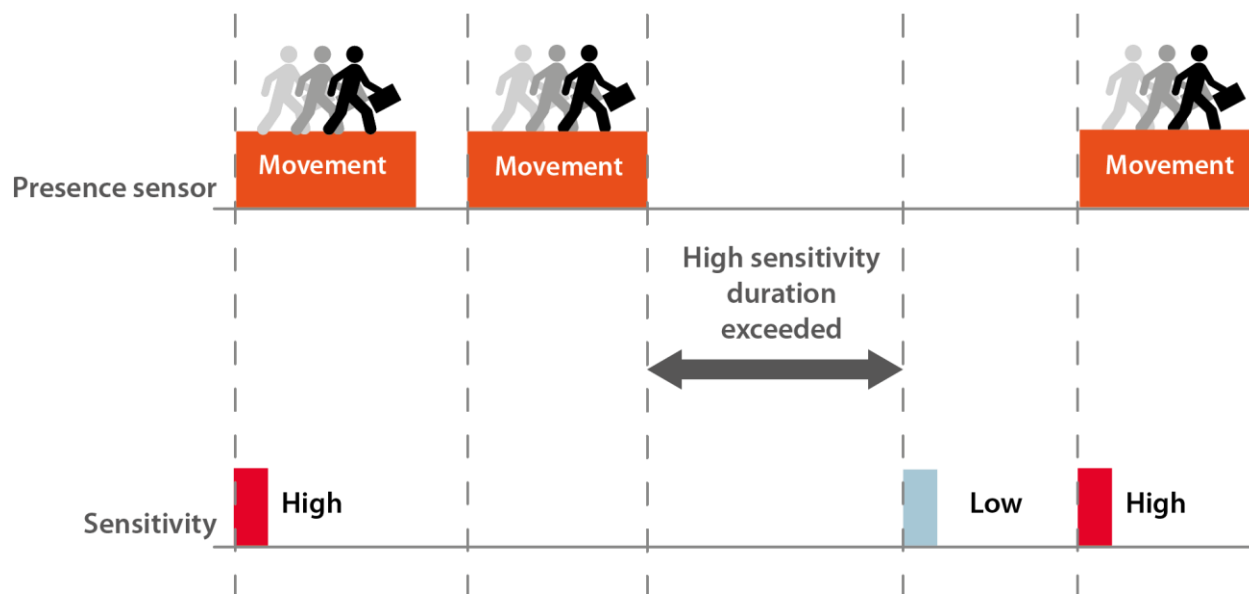 Movement
Movement
Movement
Presence sensor
High sensitivity
duration
exceeded
High
Low
High
Sensitivity